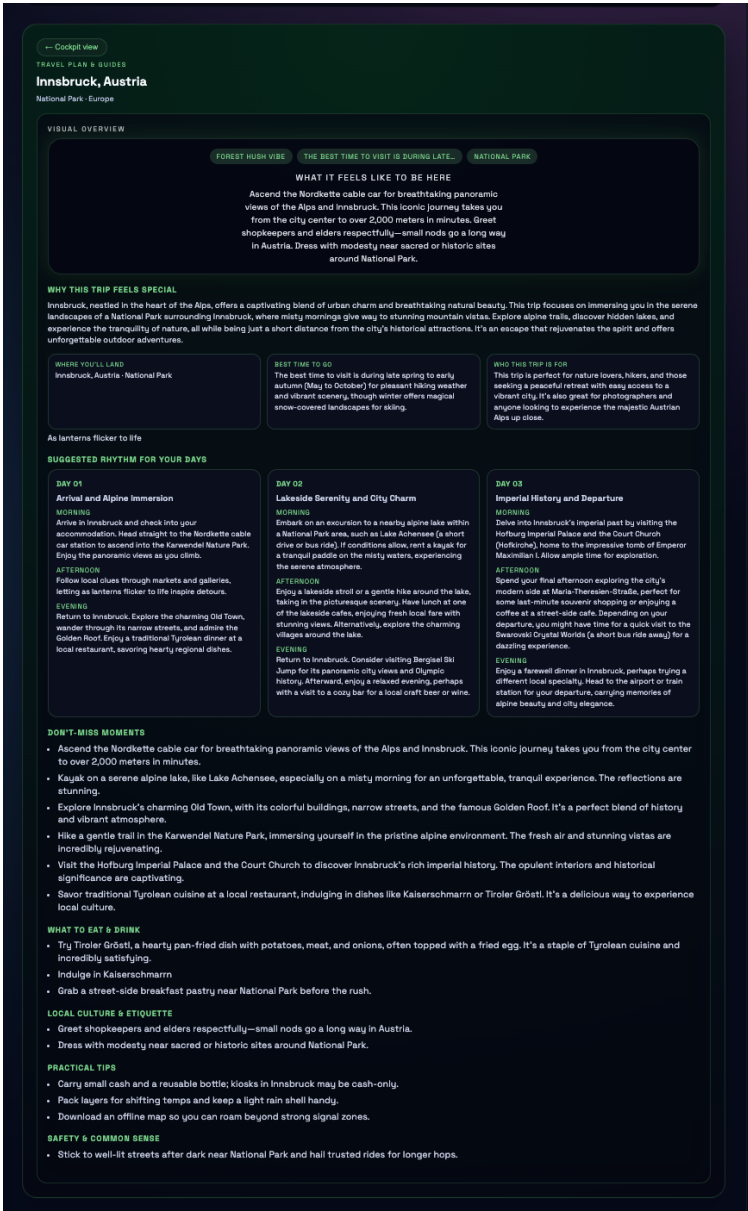 ← Cockpit view
TRAVEL PLAN & GUIDES
Innsbruck, Austria
National Park · Europe
VISUAL OVERVIEW
FOREST HUSH VIBE
THE BEST TIME TO VISIT IS DURING LATE…
NATIONAL PARK
WHAT IT FEELS LIKE TO BE HERE
Ascend the Nordkette cable car for breathtaking panoramic
views of the Alps and Innsbruck. This iconic journey takes you
from the city center to over 2,000 meters in minutes. Greet
shopkeepers and elders respectfully—small nods go a long way
in Austria. Dress with modesty near sacred or historic sites
around National Park.
WHY THIS TRIP FEELS SPECIAL
Innsbruck, nestled in the heart of the Alps, offers a captivating blend of urban charm and breathtaking natural beauty. This trip focuses on immersing you in the serene
landscapes of a National Park surrounding Innsbruck, where misty mornings give way to stunning mountain vistas. Explore alpine trails, discover hidden lakes, and
experience the tranquility of nature, all while being just a short distance from the city's historical attractions. It's an escape that rejuvenates the spirit and offers
unforgettable outdoor adventures.
WHERE YOU'LL LAND
Innsbruck, Austria · National Park
BEST TIME TO GO
The best time to visit is during late spring to early
autumn (May to October) for pleasant hiking weather
and vibrant scenery, though winter offers magical
snow-covered landscapes for skiing.
WHO THIS TRIP IS FOR
This trip is perfect for nature lovers, hikers, and those
seeking a peaceful retreat with easy access to a
vibrant city. It's also great for photographers and
anyone looking to experience the majestic Austrian
Alps up close.
As lanterns flicker to life
SUGGESTED RHYTHM FOR YOUR DAYS
DAY 01
Arrival and Alpine Immersion
MORNING
Arrive in Innsbruck and check into your
accommodation. Head straight to the Nordkette cable
car station to ascend into the Karwendel Nature Park.
Enjoy the panoramic views as you climb.
AFTERNOON
Follow local clues through markets and galleries,
letting as lanterns flicker to life inspire detours.
EVENING
Return to Innsbruck. Explore the charming Old Town,
wander through its narrow streets, and admire the
Golden Roof. Enjoy a traditional Tyrolean dinner at a
local restaurant, savoring hearty regional dishes.
DAY 02
Lakeside Serenity and City Charm
MORNING
Embark on an excursion to a nearby alpine lake within
a National Park area, such as Lake Achensee (a short
drive or bus ride). If conditions allow, rent a kayak for
a tranquil paddle on the misty waters, experiencing
the serene atmosphere.
AFTERNOON
Enjoy a lakeside stroll or a gentle hike around the lake,
taking in the picturesque scenery. Have lunch at one
of the lakeside cafes, enjoying fresh local fare with
stunning views. Alternatively, explore the charming
villages around the lake.
EVENING
Return to Innsbruck. Consider visiting Bergisel Ski
Jump for its panoramic city views and Olympic
history. Afterward, enjoy a relaxed evening, perhaps
with a visit to a cozy bar for a local craft beer or wine.
DAY 03
Imperial History and Departure
MORNING
Delve into Innsbruck's imperial past by visiting the
Hofburg Imperial Palace and the Court Church
(Hofkirche), home to the impressive tomb of Emperor
Maximilian I. Allow ample time for exploration.
AFTERNOON
Spend your final afternoon exploring the city's
modern side at Maria-Theresien-Straße, perfect for
some last-minute souvenir shopping or enjoying a
coffee at a street-side cafe. Depending on your
departure, you might have time for a quick visit to the
Swarovski Crystal Worlds (a short bus ride away) for a
dazzling experience.
EVENING
Enjoy a farewell dinner in Innsbruck, perhaps trying a
different local specialty. Head to the airport or train
station for your departure, carrying memories of
alpine beauty and city elegance.
DON'T-MISS MOMENTS
• Ascend the Nordkette cable car for breathtaking panoramic views of the Alps and Innsbruck. This iconic journey takes you from the city center
to over 2,000 meters in minutes.
• Kayak on a serene alpine lake, like Lake Achensee, especially on a misty morning for an unforgettable, tranquil experience. The reflections are
stunning.
• Explore Innsbruck's charming Old Town, with its colorful buildings, narrow streets, and the famous Golden Roof. It's a perfect blend of history
and vibrant atmosphere.
• Hike a gentle trail in the Karwendel Nature Park, immersing yourself in the pristine alpine environment. The fresh air and stunning vistas are
incredibly rejuvenating.
• Visit the Hofburg Imperial Palace and the Court Church to discover Innsbruck's rich imperial history. The opulent interiors and historical
significance are captivating.
• Savor traditional Tyrolean cuisine at a local restaurant, indulging in dishes like Kaiserschmarrn or Tiroler Gröstl. It's a delicious way to experience
local culture.
WHAT TO EAT & DRINK
• Try Tiroler Gröstl, a hearty pan-fried dish with potatoes, meat, and onions, often topped with a fried egg. It's a staple of Tyrolean cuisine and
incredibly satisfying.
• Indulge in Kaiserschmarrn
• Grab a street-side breakfast pastry near National Park before the rush.
LOCAL CULTURE & ETIQUETTE
• Greet shopkeepers and elders respectfully—small nods go a long way in Austria.
• Dress with modesty near sacred or historic sites around National Park.
PRACTICAL TIPS
• Carry small cash and a reusable bottle; kiosks in Innsbruck may be cash-only.
• Pack layers for shifting temps and keep a light rain shell handy.
• Download an offline map so you can roam beyond strong signal zones.
SAFETY & COMMON SENSE
• Stick to well-lit streets after dark near National Park and hail trusted rides for longer hops.